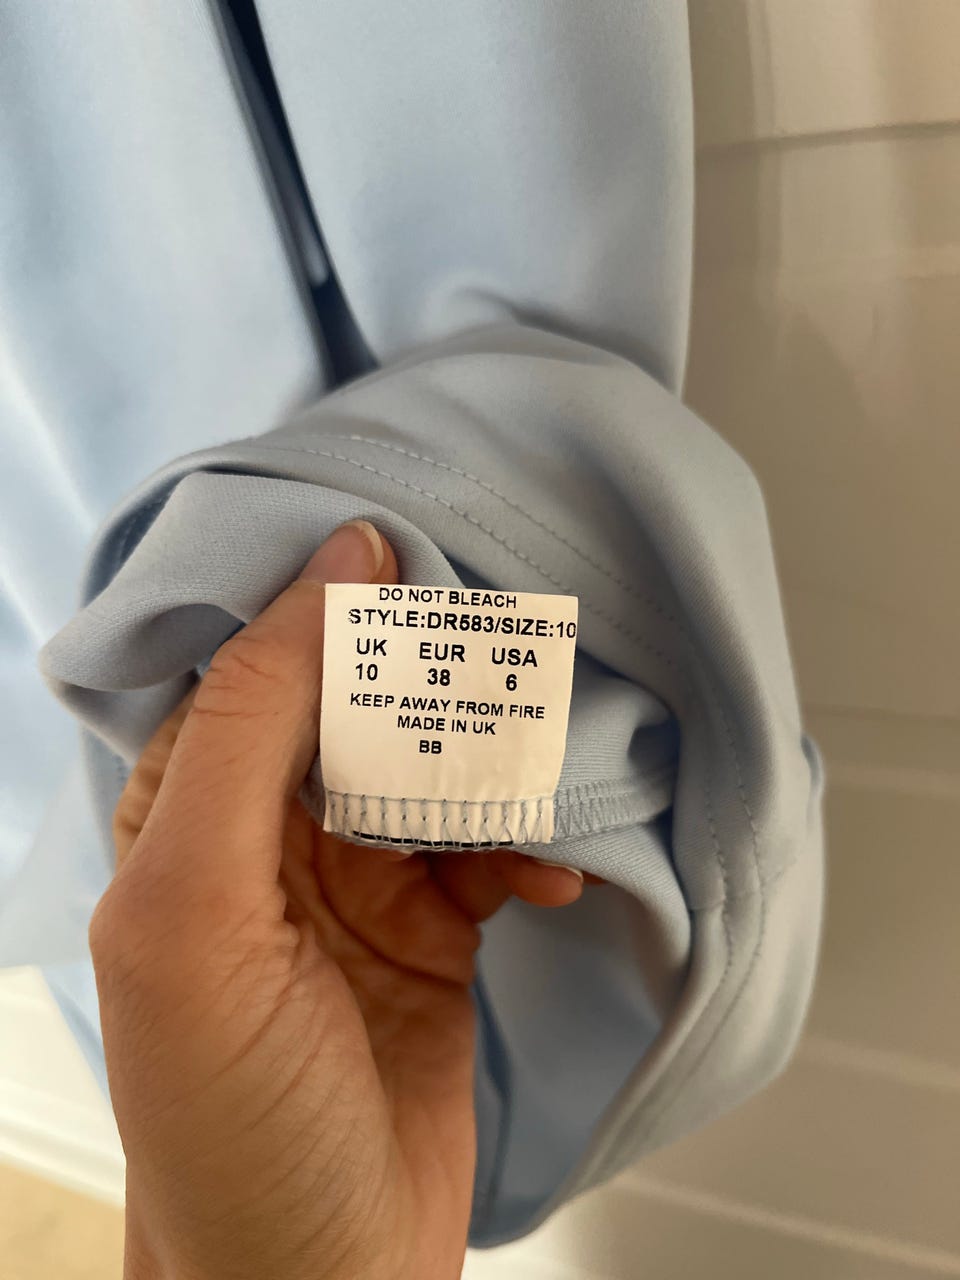 DO NOT BLEACH
STYLE:DR583/SIZE:10
UK EUR USA
10 38 6
KEEP AWAY FROM FIRE
MADE IN UK
BB